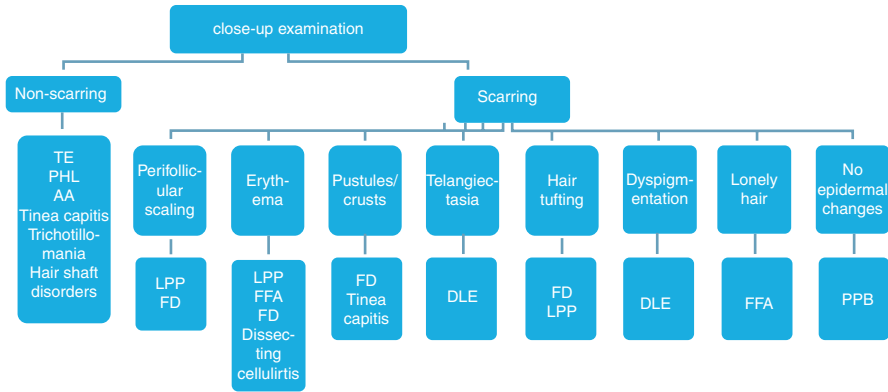 close-up examination
Non-scarring
Scarring
TE
PHL
AA
Tinea capitis
Trichotillo-
mania
Hair shaft
disorders
Perifollic-
ular
scaling
Eryth-
ema
Pustules/
crusts
Telangiec-
tasia
Hair
tufting
Dyspigm-
entation
Lonely
hair
No
epidermal
changes
LPP
FD
LPP
FFA
FD
Dissec-
ting
cellulirtis
FD
Tinea
capitis
DLE
FD
LPP
DLE
FFA
PPB